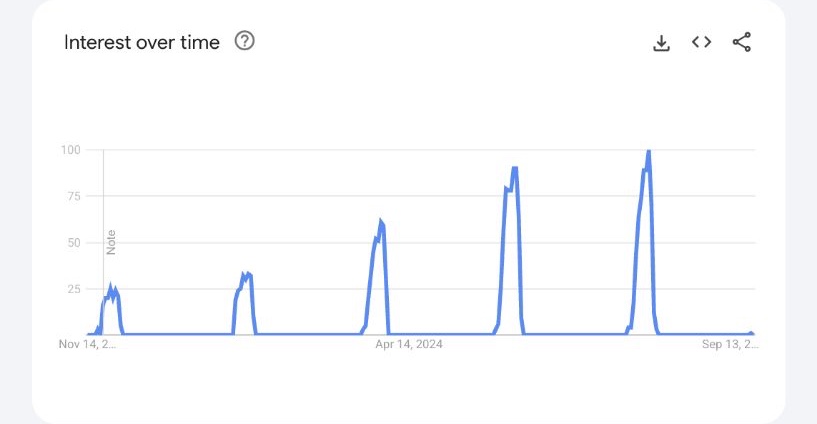 Interest over time
100
75
50
25
Note
Nov 14, 2...
Apr 14, 2024
Sep 13, 2...